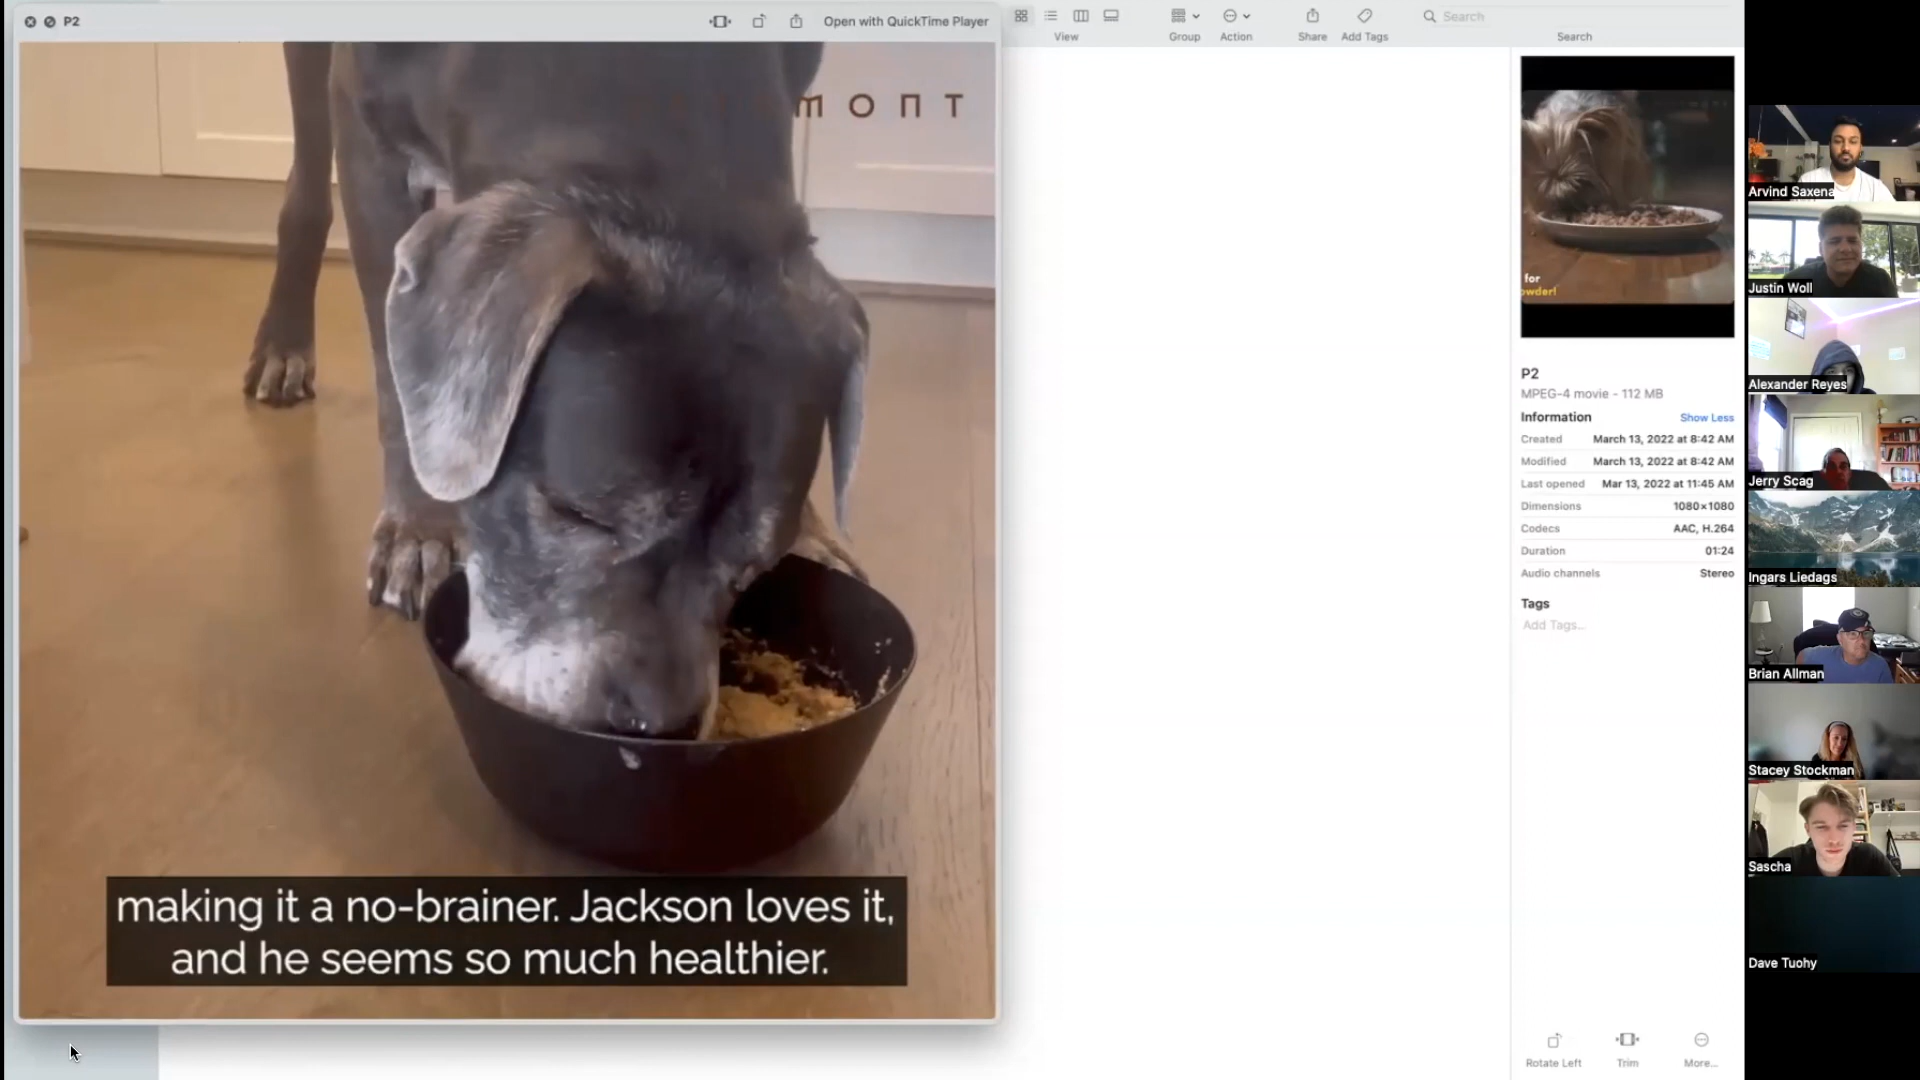 P2
Open with QuickTime Player
View
Group
Action
Share
Add Tags
Search
Search
mont
making it a no-brainer. Jackson loves it,
and he seems so much healthier.
for
owder!
P2
MPEG-4 movie - 112 MB
Information
Show Less
Created March 13, 2022 at 8:42 AM
Modified March 13, 2022 at 8:42 AM
Last opened Mar 13, 2022 at 11:45 AM
Dimensions 1080×1080
Codecs AAC, H.264
Duration 01:24
Audio channels Stereo
Tags
Add Tags...
Rotate Left
Trim
More...
Arvind Saxena
Justin Woll
Alexander Reyes
Jerry Scag
Ingars Liedags
Brian Allman
Stacey Stockman
Sascha
Dave Tuohy